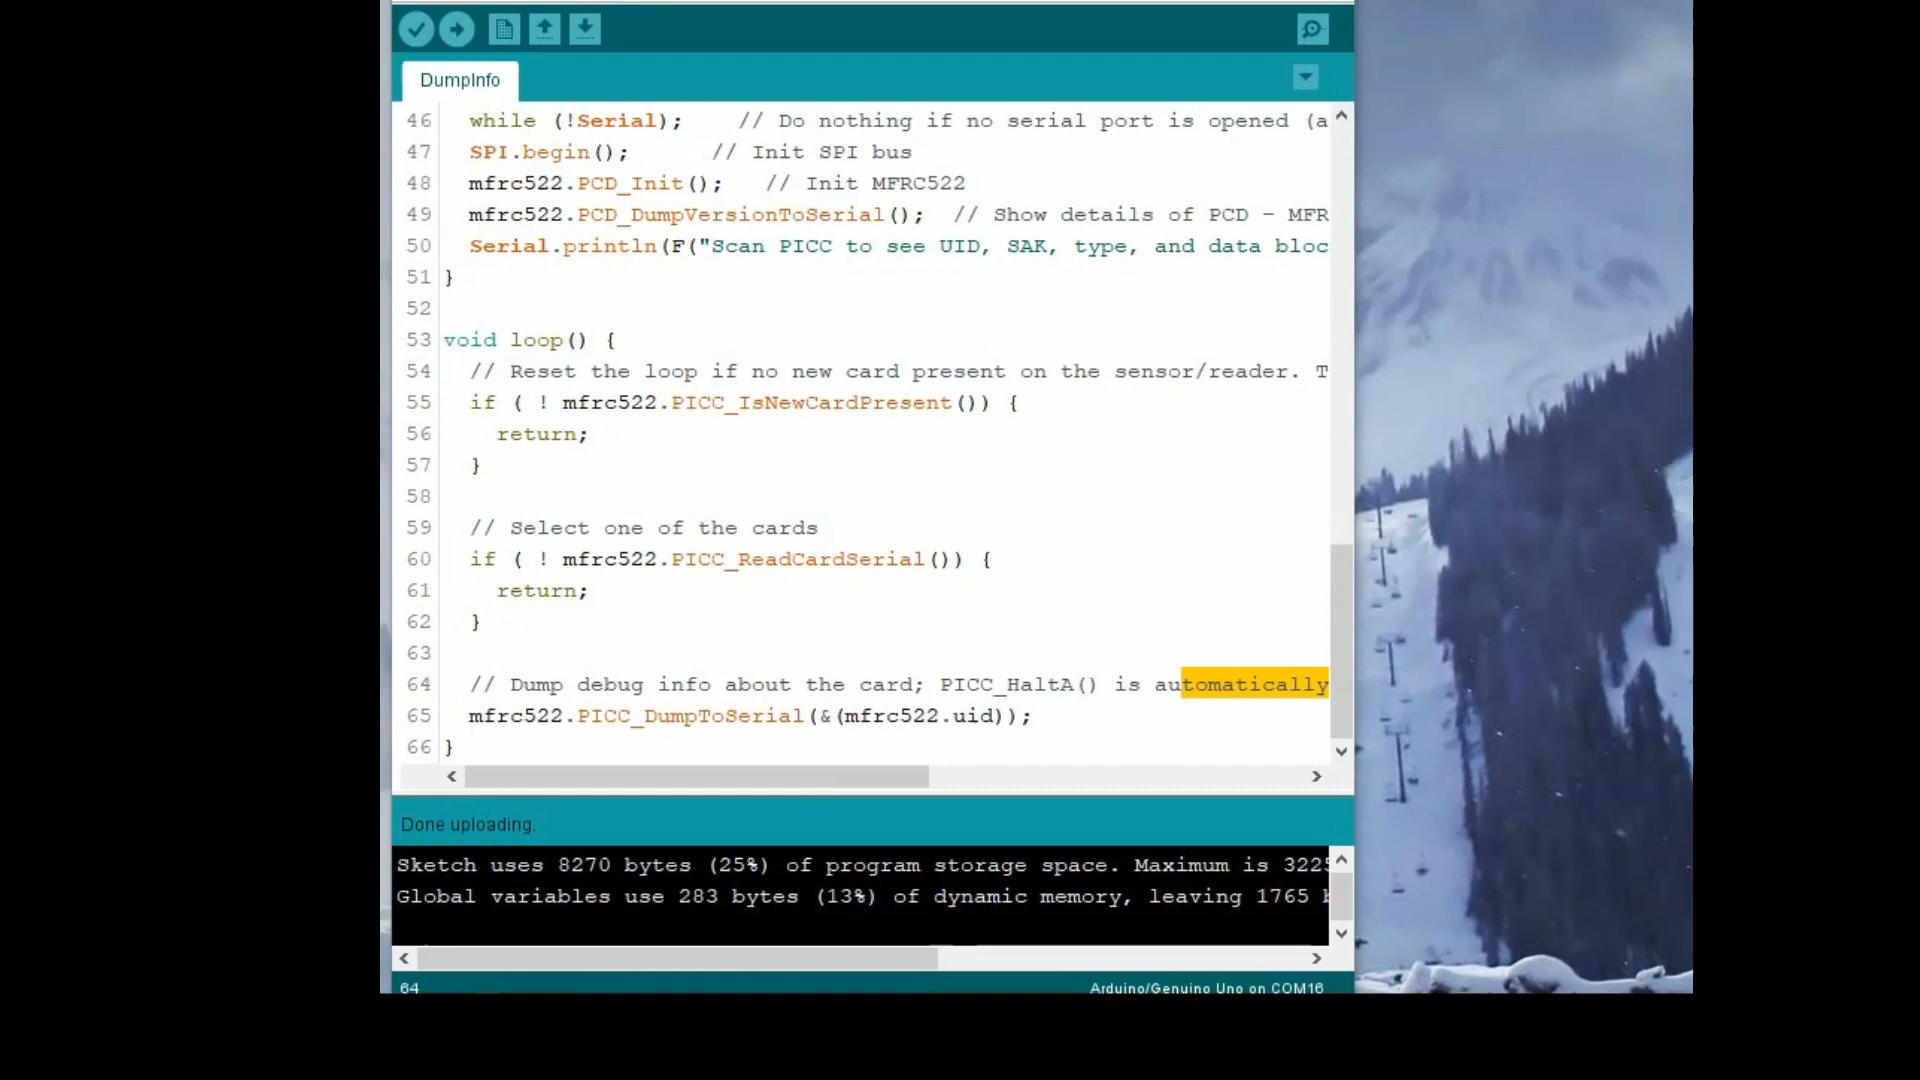 DumpInfo
46 while (!Serial); // Do nothing if no serial port is opened (a
47 SPI.begin(); // Init SPI bus
48 mfrc522.PCD_Init(); // Init MFRC522
49 mfrc522.PCD_DumpVersionToSerial(); // Show details of PCD - MFR
50 Serial.println(F("Scan PICC to see UID, SAK, type, and data bloc
51 }
52
53 void loop() {
54 // Reset the loop if no new card present on the sensor/reader. T
55 if ( ! mfrc522.PICC_IsNewCardPresent()) {
56 return;
57 }
58
59 // Select one of the cards
60 if ( ! mfrc522.PICC_ReadCardSerial()) {
61 return;
62 }
63
64 // Dump debug info about the card; PICC_HaltA() is automatically
65 mfrc522.PICC_DumpToSerial(&(mfrc522.uid));
66 }
Done uploading.
Sketch uses 8270 bytes (25%) of program storage space. Maximum is 3225
Global variables use 283 bytes (13%) of dynamic memory, leaving 1765 b
64 Arduino/Genuino Uno on COM16